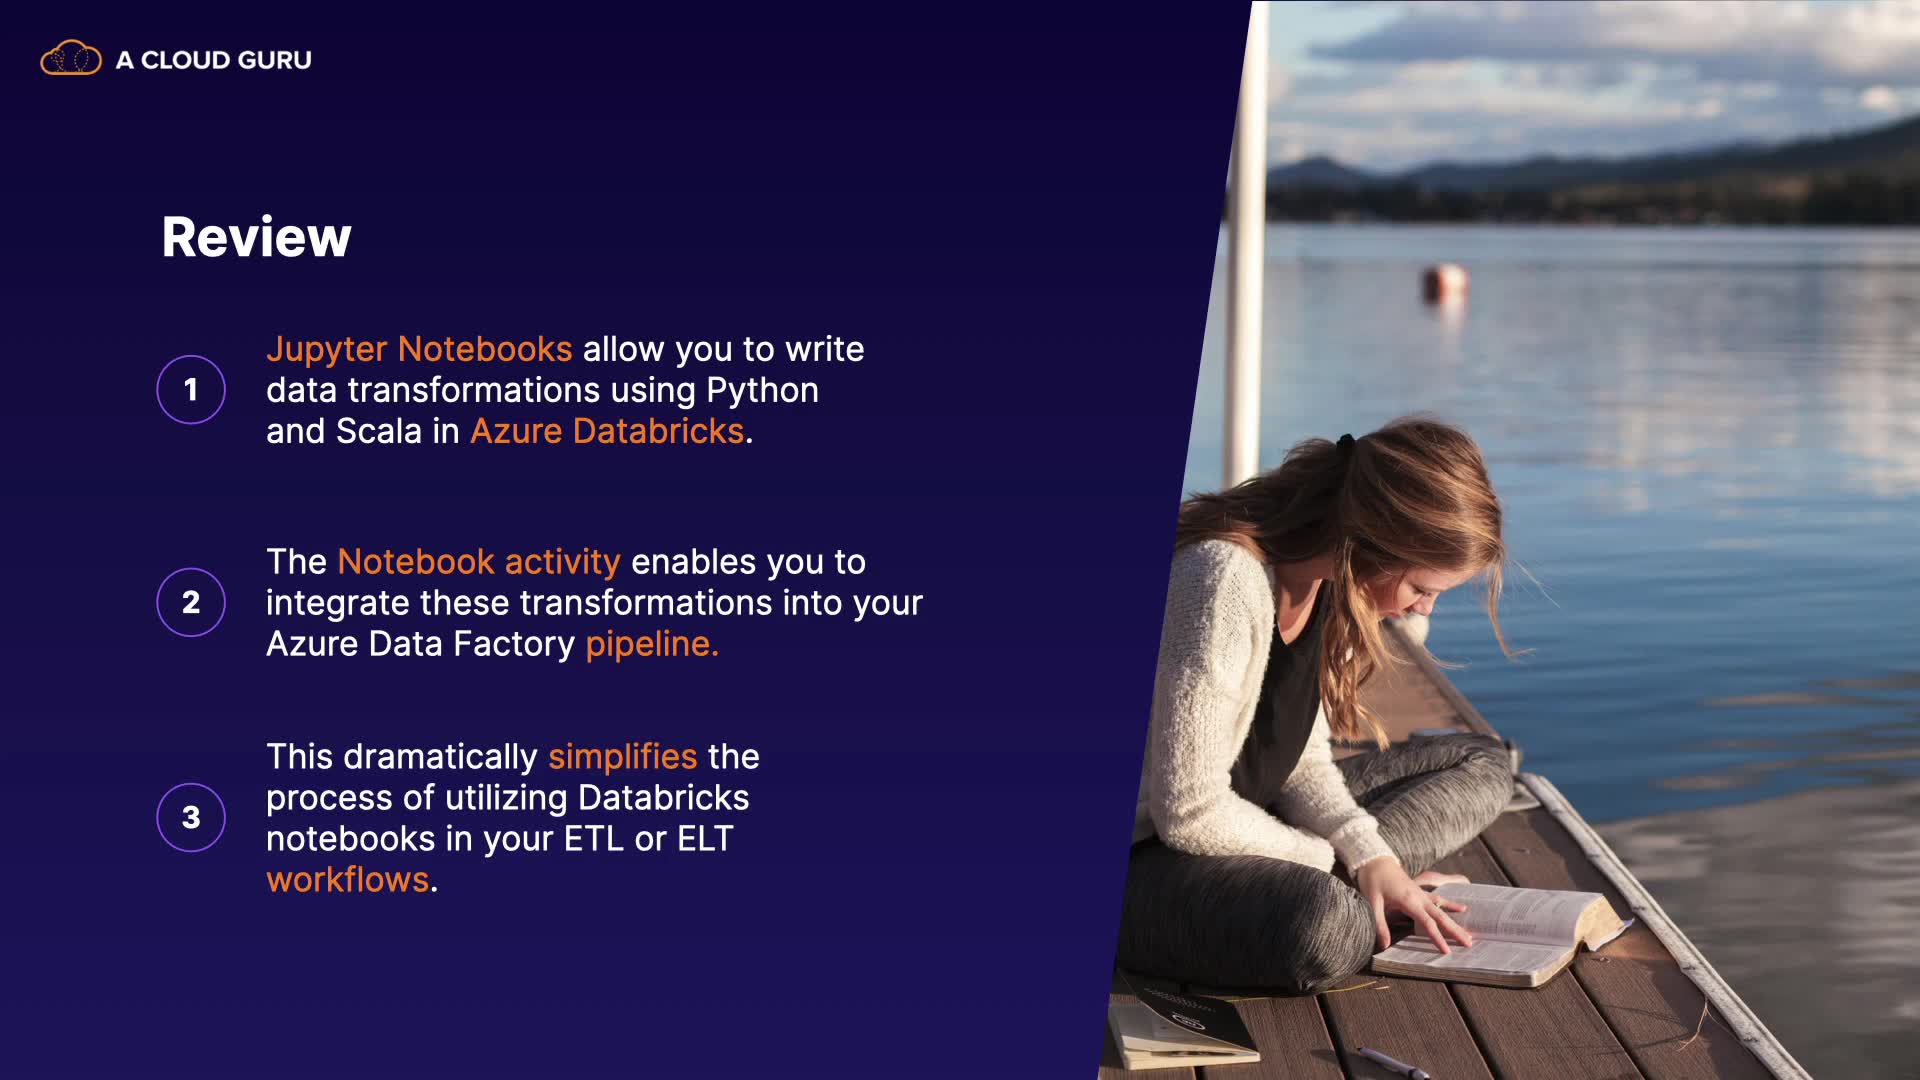 A CLOUD GURU
Review
1
Jupyter Notebooks allow you to write
data transformations using Python
and Scala in Azure Databricks.
2
The Notebook activity enables you to
integrate these transformations into your
Azure Data Factory pipeline.
3
This dramatically simplifies the
process of utilizing Databricks
notebooks in your ETL or ELT
workflows.